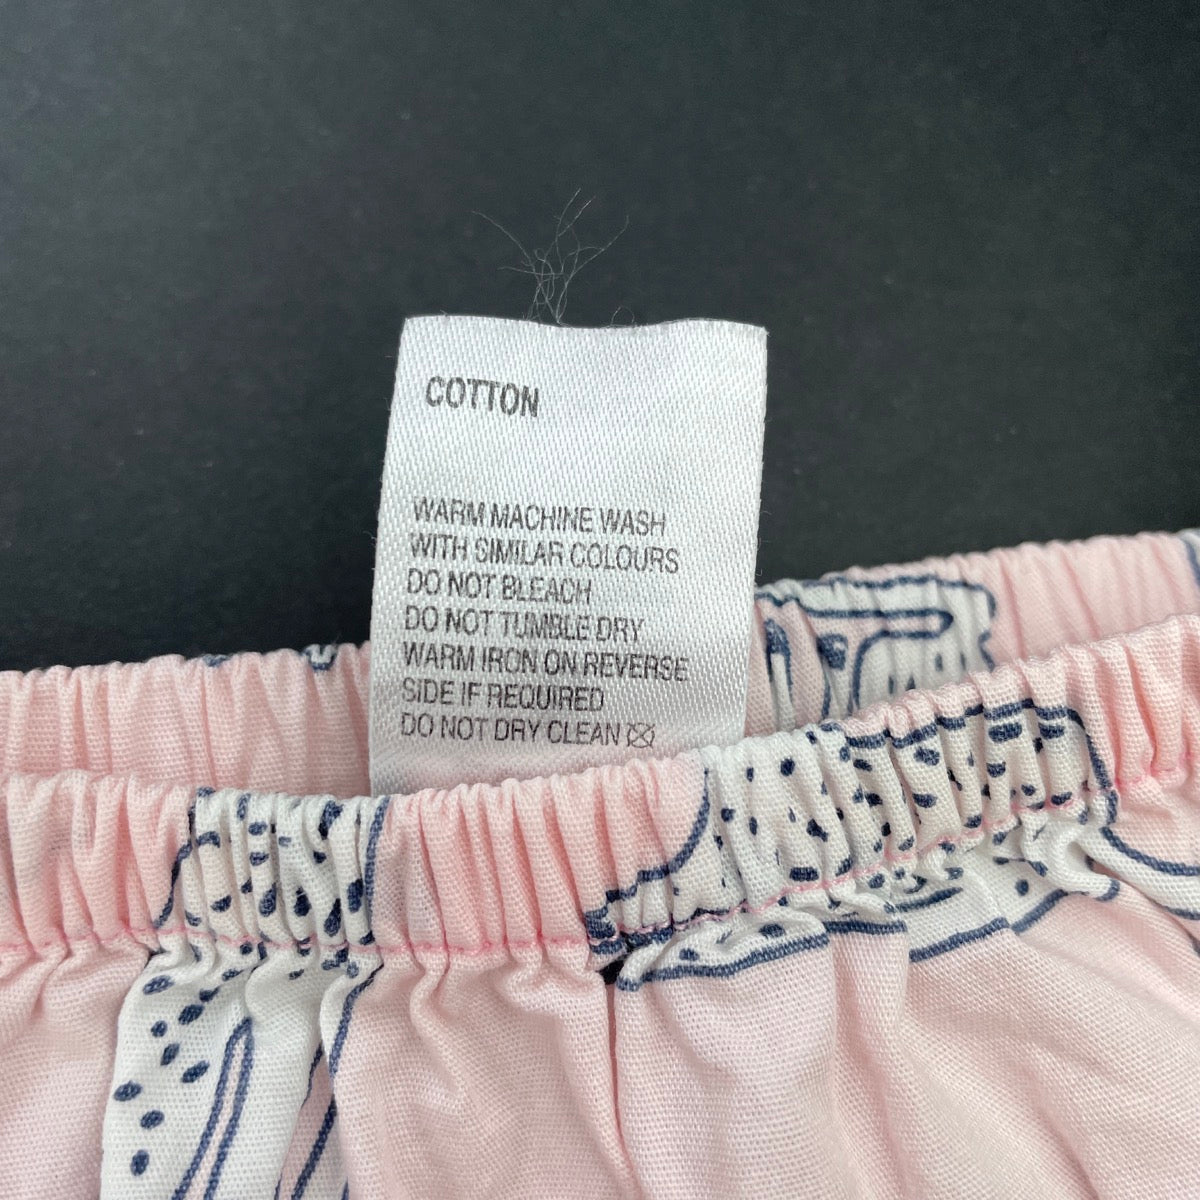 COTTON
WARM MACHINE WASH
WITH SIMILAR COLOURS
DO NOT BLEACH
DO NOT TUMBLE DRY
WARM IRON ON REVERSE
SIDE IF REQUIRED
DO NOT DRY CLEAN